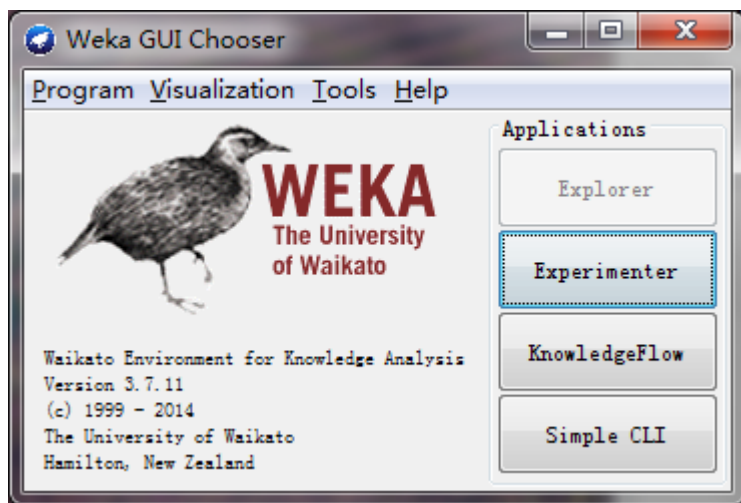 Weka GUI Chooser
Program Visualization Tools Help
WEKA
The University
of Waikato
Waikato Environment for Knowledge Analysis
Version 3.7.11
(c) 1999 - 2014
The University of Waikato
Hamilton, New Zealand
Applications
Explorer
Experimenter
KnowledgeFlow
Simple CLI